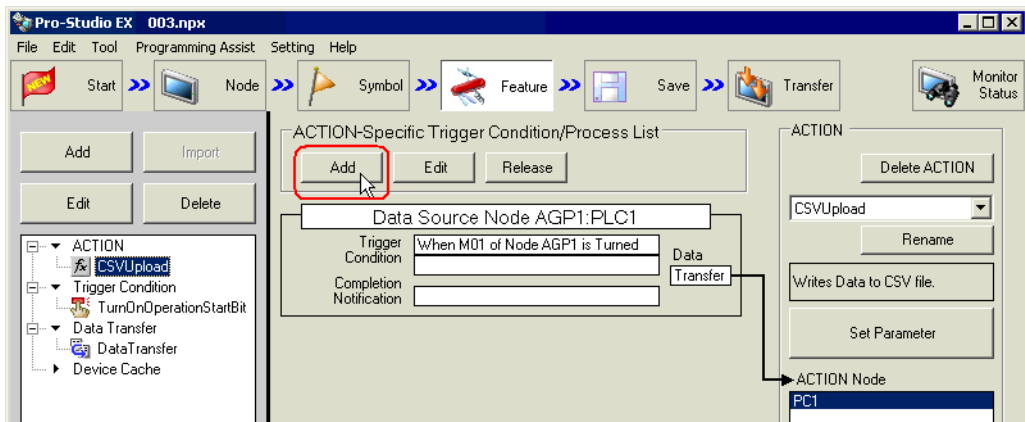 Pro-Studio EX 003.npx
File Edit Tool Programming Assist Setting Help
NEW Start Node Symbol Feature Save Transfer Monitor Status
Add Import
Edit Delete
ACTION
fx CSVUpload
Trigger Condition
TurnOnOperationStartBit
Data Transfer
DataTransfer
Device Cache
ACTION-Specific Trigger Condition/Process List
Add Edit Release
Data Source Node AGP1:PLC1
Trigger Condition When M01 of Node AGP1 is Turned
Completion Notification
Data
Transfer
ACTION
Delete ACTION
CSVUpload
Rename
Writes Data to CSV file.
Set Parameter
ACTION Node
PC1